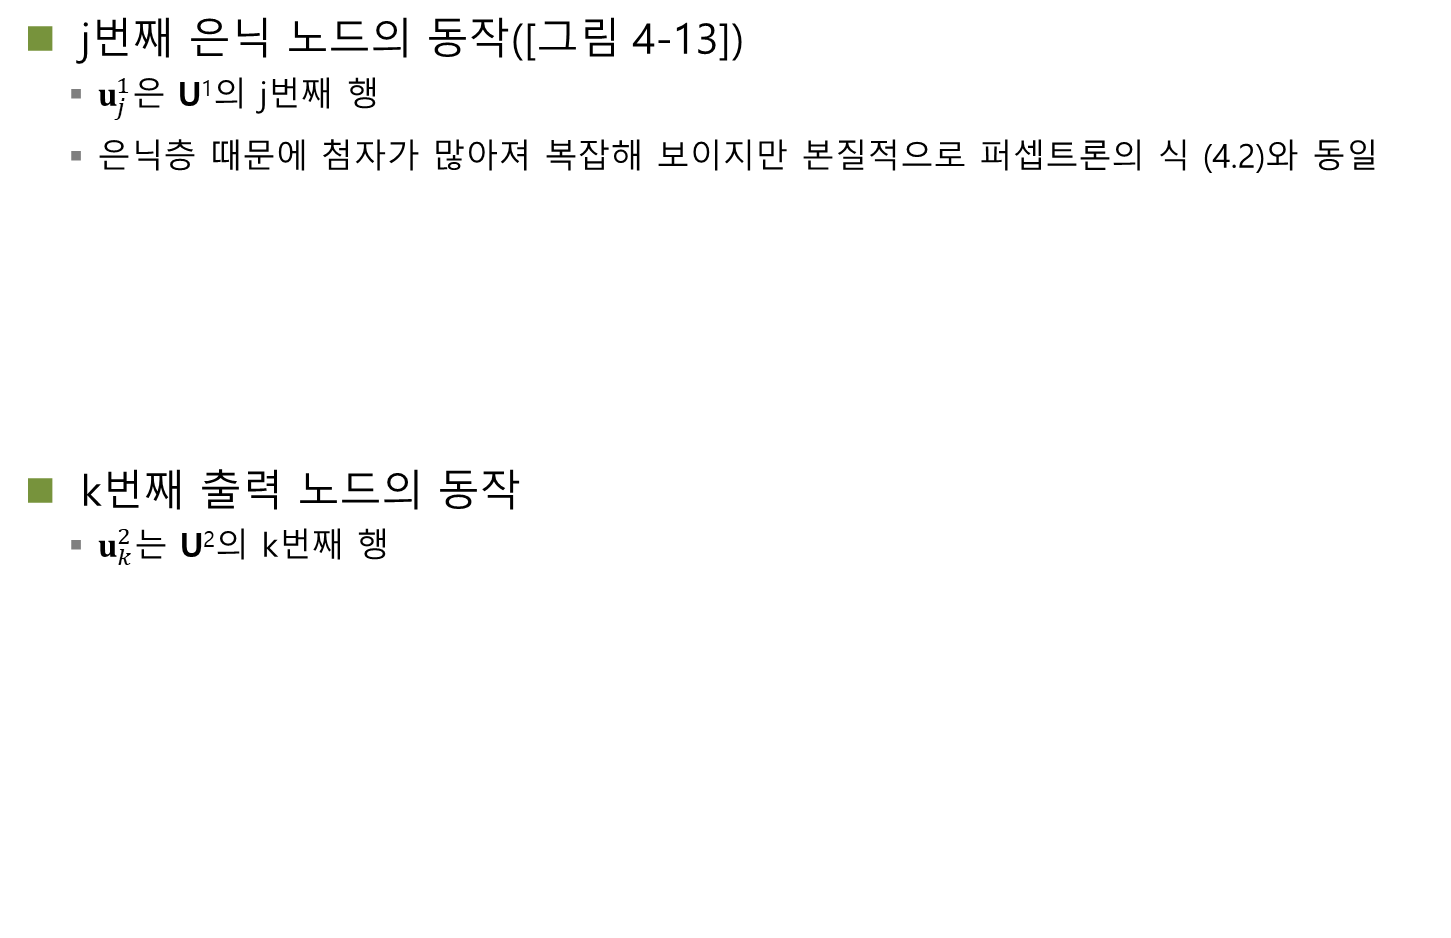 ■ j번째 은닉 노드의 동작([그림 4-13])
▪ u_j^1은 U^1의 j번째 행
▪ 은닉층 때문에 첨자가 많아져 복잡해 보이지만 본질적으로 퍼셉트론의 식 (4.2)와 동일
■ k번째 출력 노드의 동작
▪ u_k^2는 U^2의 k번째 행